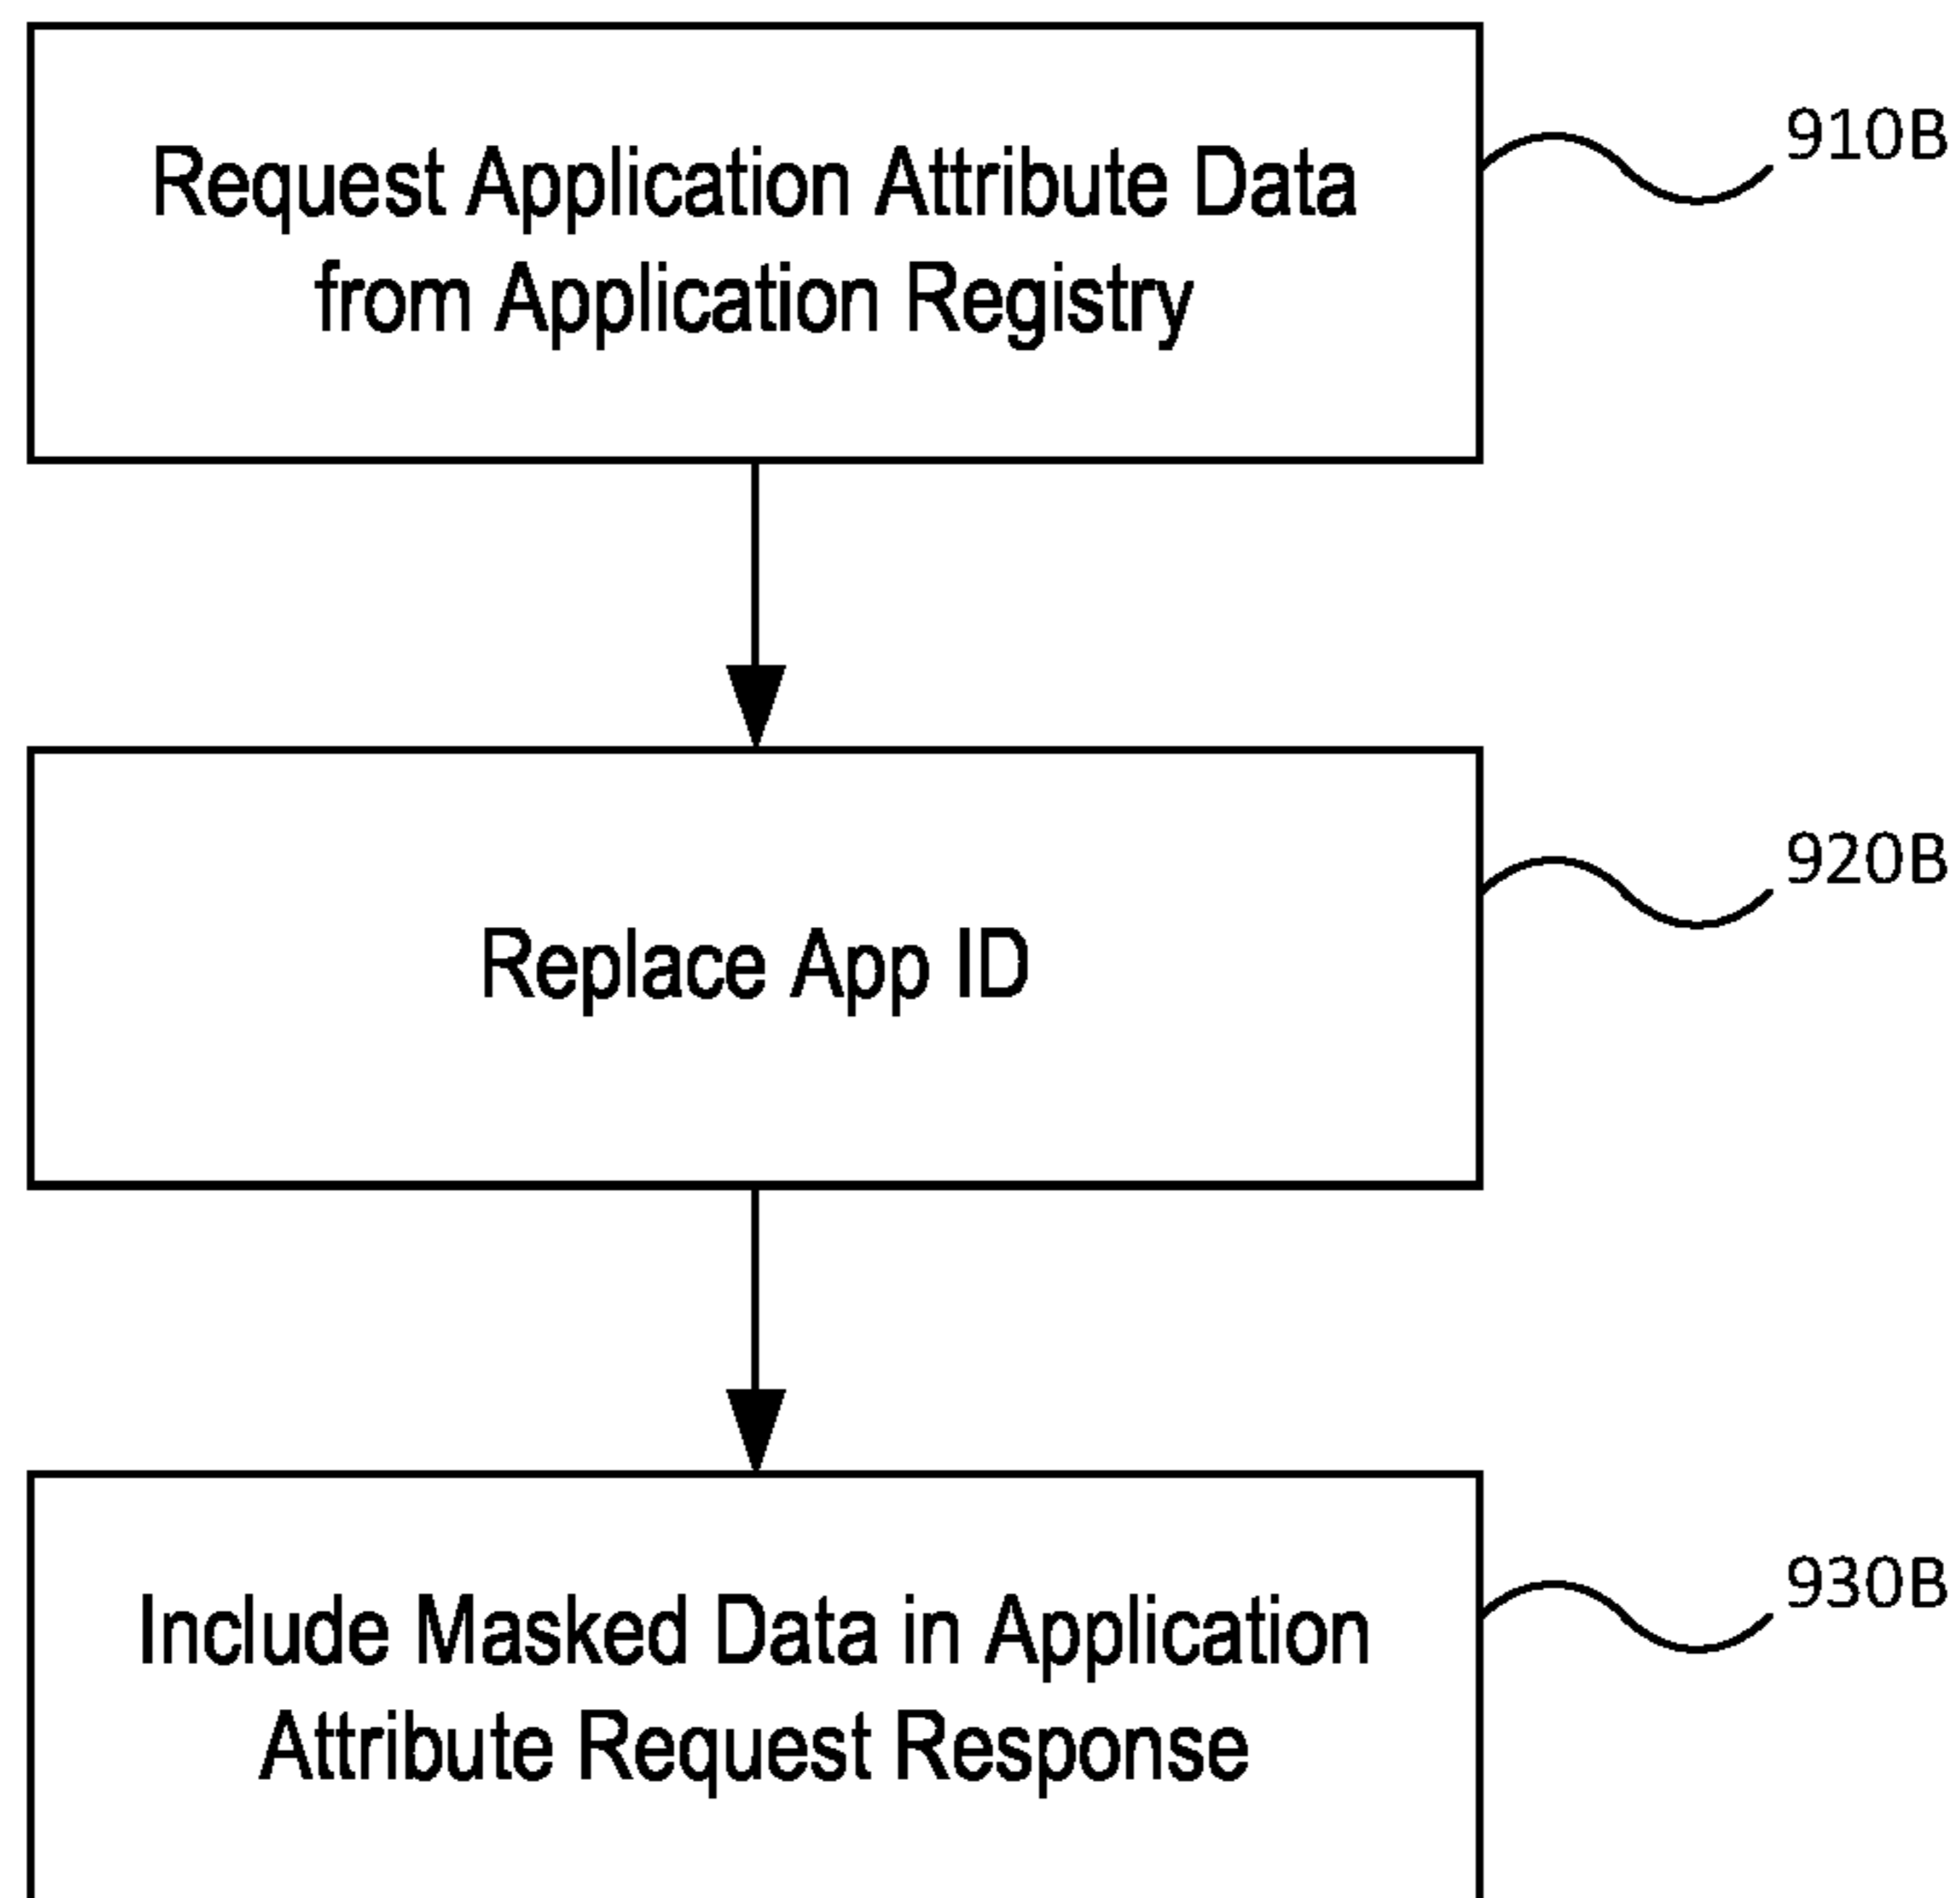 Request Application Attribute Data
from Application Registry
910B
Replace App ID
920B
Include Masked Data in Application
Attribute Request Response
930B